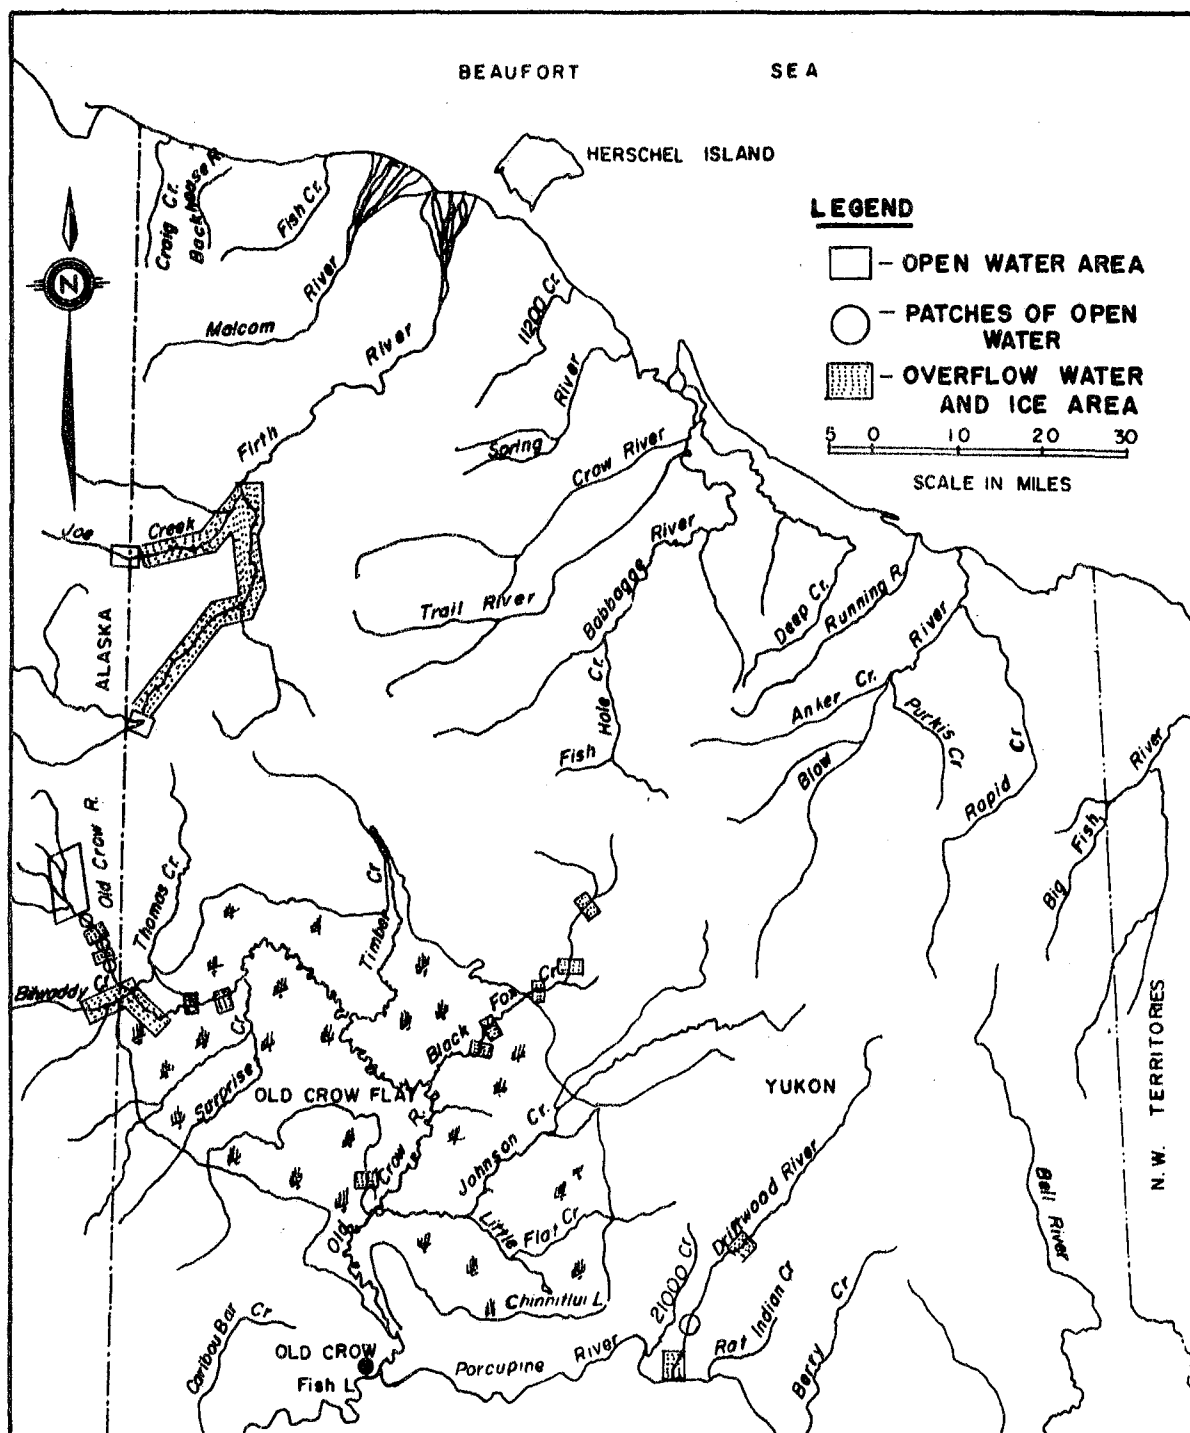 BEAUFORT SEA
HERSCHEL ISLAND
LEGEND
- OPEN WATER AREA
- PATCHES OF OPEN
WATER
- OVERFLOW WATER
AND ICE AREA
5 0 10 20 30
SCALE IN MILES
N
Craig Cr.
Backhouse R.
Fish Cr.
Malcom River
Firth River
11200 Cr.
Spring River
Crow River
Trail River
Babbage River
Deep Cr.
Running R.
Anker Cr.
River
Blow
Purkis Cr
Rapid Cr
Big Fish River
Fish Hole Cr.
Joe Creek
ALASKA
Old Crow R.
Thomas Cr.
Timber Cr
Bilwaddy Cr
Surprise Cr
OLD CROW FLAT
Black Fox Cr
Old Crow R.
Johnson Cr.
Little Flat Cr
Chinnitlui L.
YUKON
N.W. TERRITORIES
Driftwood River
Bell River
21000 Cr
Rat Indian Cr
Berry Cr
Caribou Bar Cr
OLD CROW
Fish L.
Porcupine River